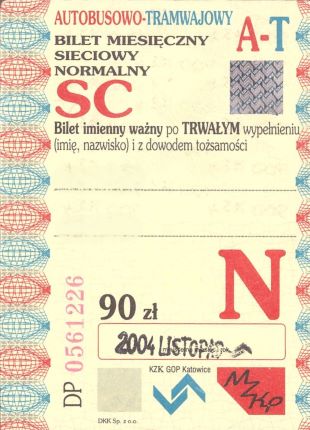 AUTOBUSOWO-TRAMWAJOWY
BILET MIESIĘCZNY
SIECIOWY
NORMALNY
A-T
SC
Bilet imienny ważny po TRWAŁYM wypełnieniu
(imię, nazwisko) i z dowodem tożsamości
DP 0561226
90 zł
N
2004 LISTOPAD
KZK GOP Katowice
MZKP
DKK Sp. z o.o.